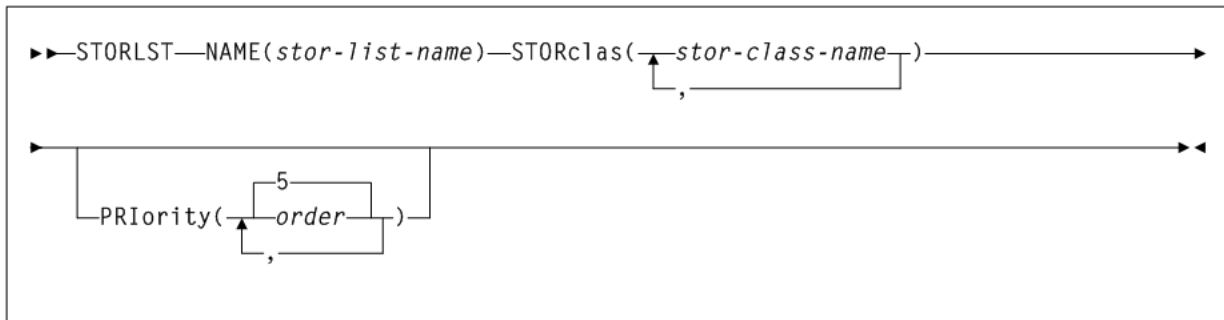 STORLST NAME(stor-list-name) STORclas( stor-class-name )
,
5
PRIority( order )
,